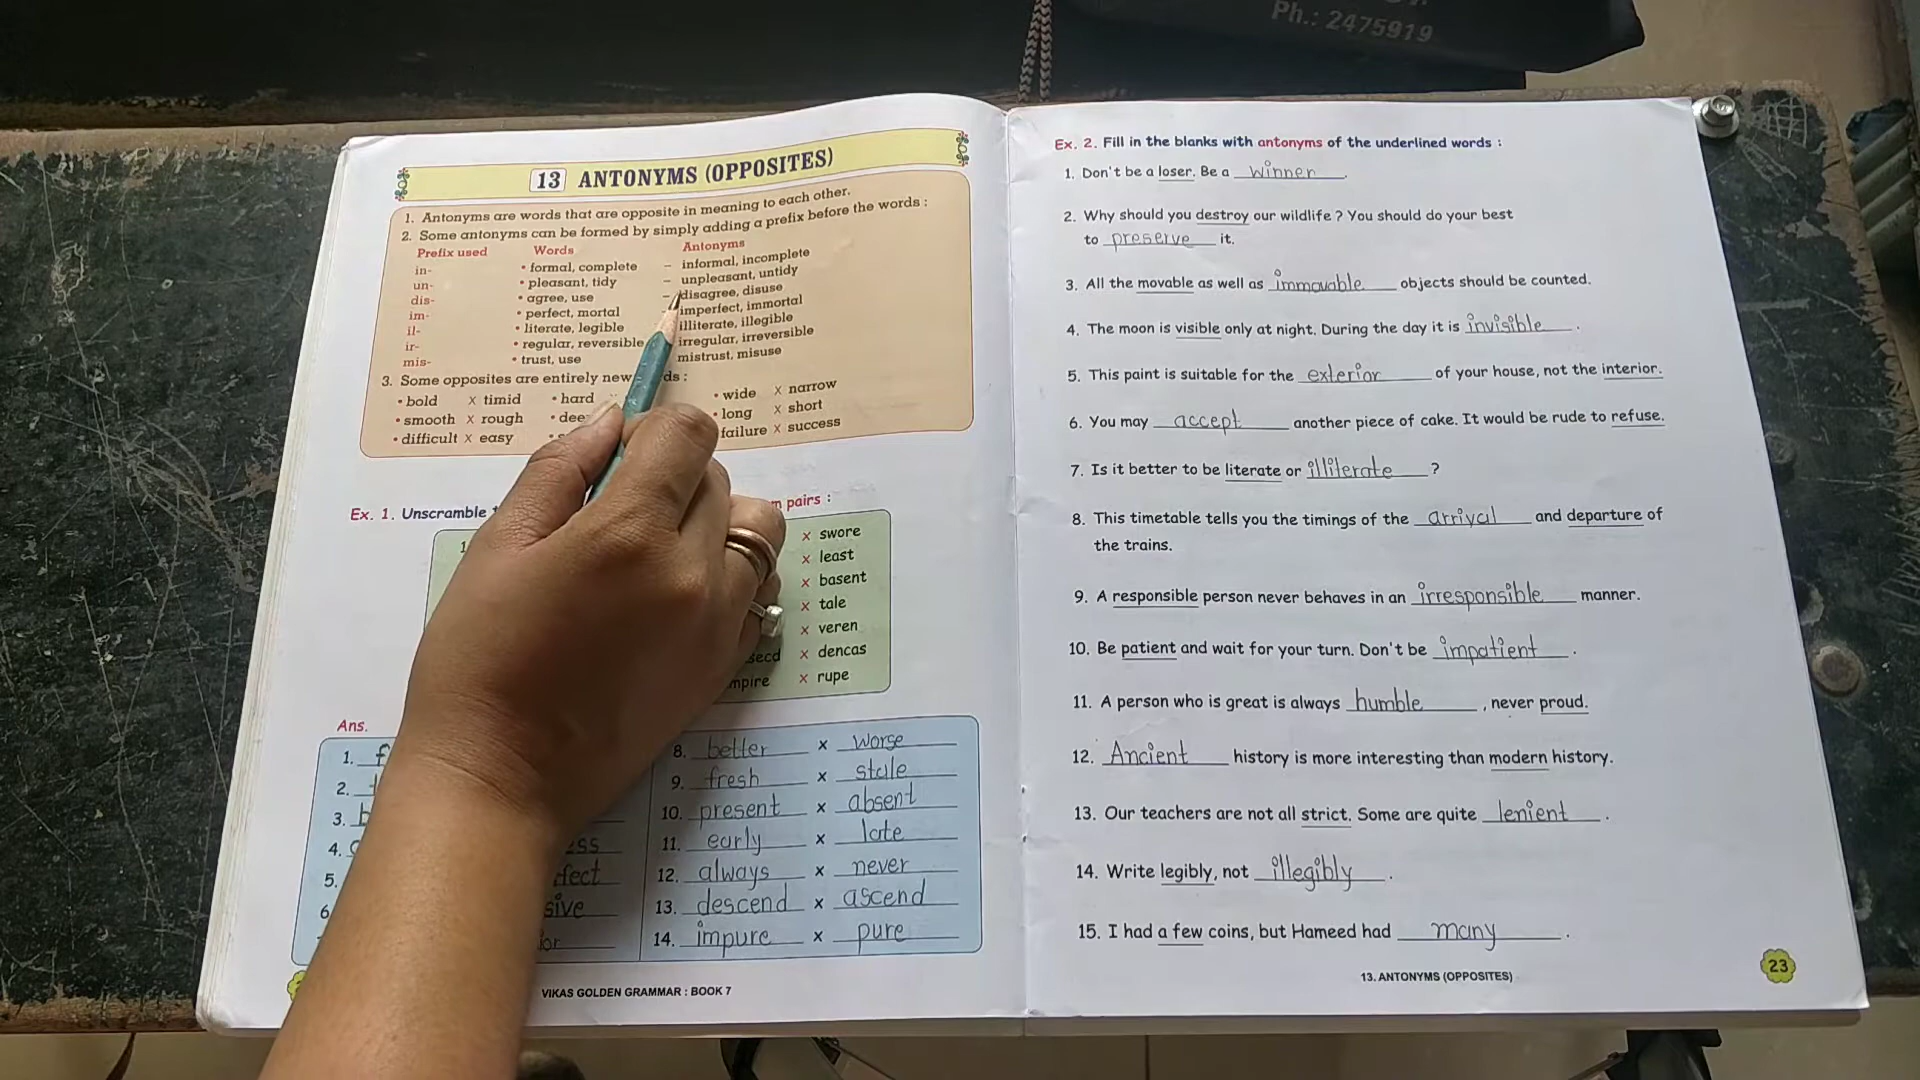 Ph.: 2475919
13 ANTONYMS (OPPOSITES)
1. Antonyms are words that are opposite in meaning to each other.
2. Some antonyms can be formed by simply adding a prefix before the words :
Prefix used Words Antonyms
in- • formal, complete – informal, incomplete
un- • pleasant, tidy – unpleasant, untidy
dis- • agree, use – disagree, disuse
im- • perfect, mortal imperfect, immortal
il- • literate, legible illiterate, illegible
ir- • regular, reversible irregular, irreversible
mis- • trust, use mistrust, misuse
3. Some opposites are entirely new
• bold X timid • hard • wide X narrow
• smooth X rough • long X short
• difficult X easy failure X success
Ex. 1. Unscramble pairs :
x swore
x least
x basent
x tale
x veren
secd x dencas
mpire x rupe
Ans.
1.
2.
3.
4.
5.
6
8. better x worse
9. fresh x stale
10. present x absent
11. early x late
12. always x never
13. descend x ascend
14. impure x pure
VIKAS GOLDEN GRAMMAR : BOOK 7
Ex. 2. Fill in the blanks with antonyms of the underlined words :
1. Don't be a loser. Be a winner.
2. Why should you destroy our wildlife ? You should do your best
to preserve it.
3. All the movable as well as immovable objects should be counted.
4. The moon is visible only at night. During the day it is invisible.
5. This paint is suitable for the exterior of your house, not the interior.
6. You may accept another piece of cake. It would be rude to refuse.
7. Is it better to be literate or illiterate ?
8. This timetable tells you the timings of the arrival and departure of
the trains.
9. A responsible person never behaves in an irresponsible manner.
10. Be patient and wait for your turn. Don't be impatient.
11. A person who is great is always humble, never proud.
12. Ancient history is more interesting than modern history.
13. Our teachers are not all strict. Some are quite lenient.
14. Write legibly, not illegibly.
15. I had a few coins, but Hameed had many.
13. ANTONYMS (OPPOSITES)
23